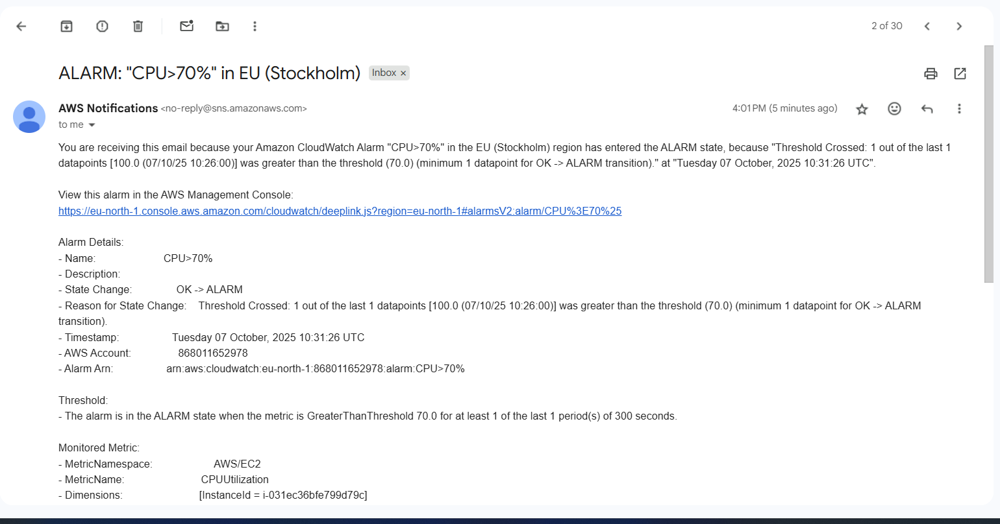 2 of 30
ALARM: "CPU>70%" in EU (Stockholm) Inbox ×
AWS Notifications <no-reply@sns.amazonaws.com> 4:01 PM (5 minutes ago)
to me
You are receiving this email because your Amazon CloudWatch Alarm "CPU>70%" in the EU (Stockholm) region has entered the ALARM state, because "Threshold Crossed: 1 out of the last 1
datapoints [100.0 (07/10/25 10:26:00)] was greater than the threshold (70.0) (minimum 1 datapoint for OK -> ALARM transition)." at "Tuesday 07 October, 2025 10:31:26 UTC".
View this alarm in the AWS Management Console:
https://eu-north-1.console.aws.amazon.com/cloudwatch/deeplink.js?region=eu-north-1#alarmsV2:alarm/CPU%3E70%25
Alarm Details:
- Name: CPU>70%
- Description:
- State Change: OK -> ALARM
- Reason for State Change: Threshold Crossed: 1 out of the last 1 datapoints [100.0 (07/10/25 10:26:00)] was greater than the threshold (70.0) (minimum 1 datapoint for OK -> ALARM
transition).
- Timestamp: Tuesday 07 October, 2025 10:31:26 UTC
- AWS Account: 868011652978
- Alarm Arn: arn:aws:cloudwatch:eu-north-1:868011652978:alarm:CPU>70%
Threshold:
- The alarm is in the ALARM state when the metric is GreaterThanThreshold 70.0 for at least 1 of the last 1 period(s) of 300 seconds.
Monitored Metric:
- MetricNamespace: AWS/EC2
- MetricName: CPUUtilization
- Dimensions: [InstanceId = i-031ec36bfe799d79c]